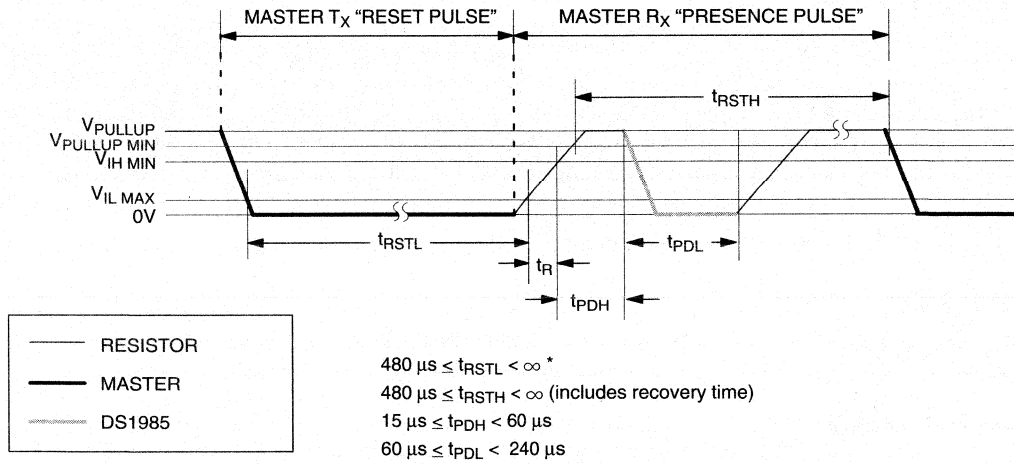 MASTER TX "RESET PULSE" MASTER RX "PRESENCE PULSE"
tRSTH
VPULLUP
VPULLUP MIN
VIH MIN
VIL MAX
0V
tRSTL
tPDL
tR
tPDH
RESISTOR
MASTER
DS1985
480 μs ≤ tRSTL < ∞ *
480 μs ≤ tRSTH < ∞ (includes recovery time)
15 μs ≤ tPDH < 60 μs
60 μs ≤ tPDL < 240 μs